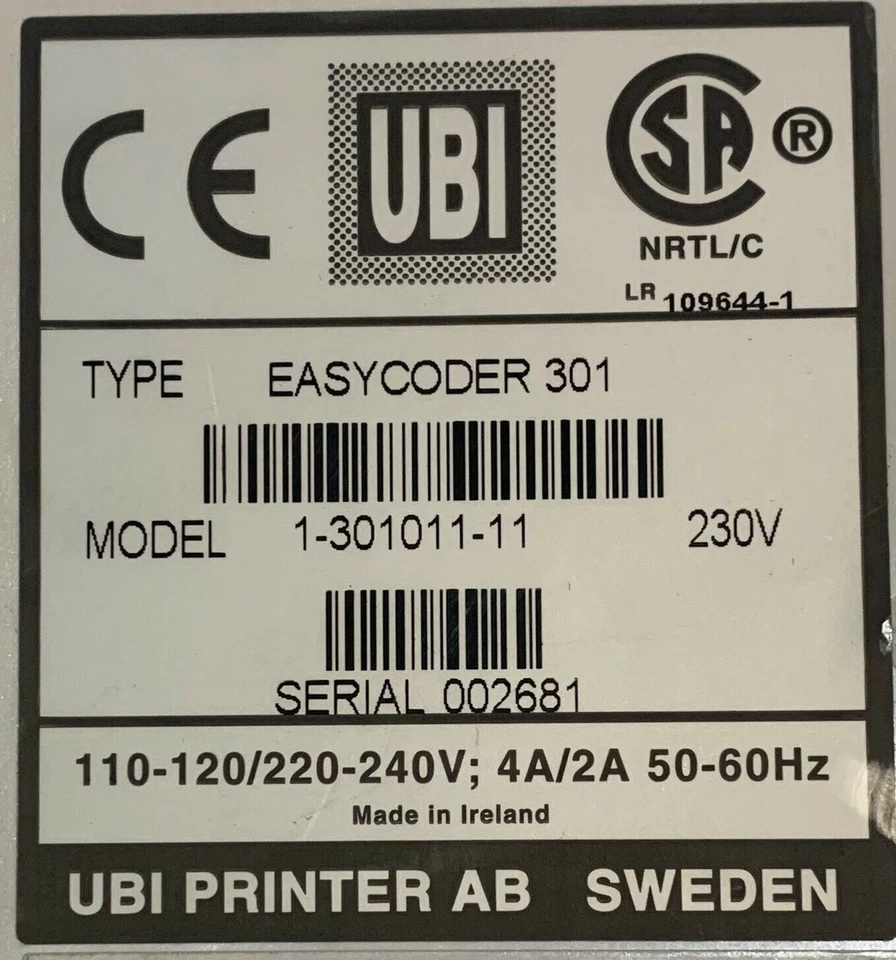 CE UBI CSA ®
NRTL/C
LR 109644-1
TYPE EASYCODER 301
MODEL 1-301011-11 230V
SERIAL 002681
110-120/220-240V; 4A/2A 50-60Hz
Made in Ireland
UBI PRINTER AB SWEDEN